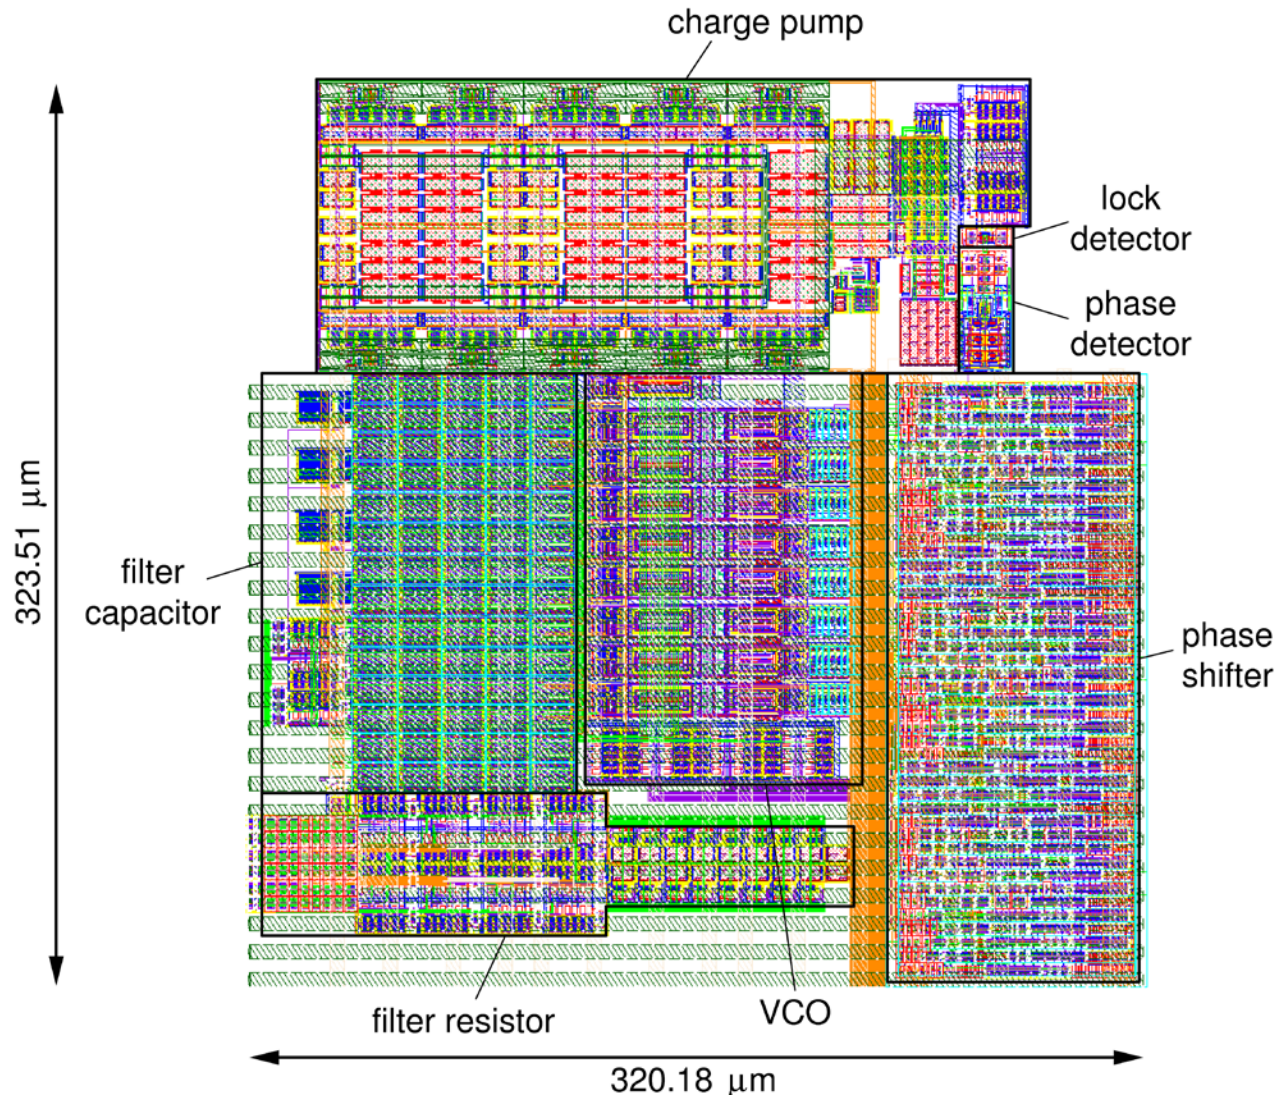 charge pump
lock
detector
phase
detector
323.51 μm
filter
capacitor
phase
shifter
filter resistor
VCO
320.18 μm